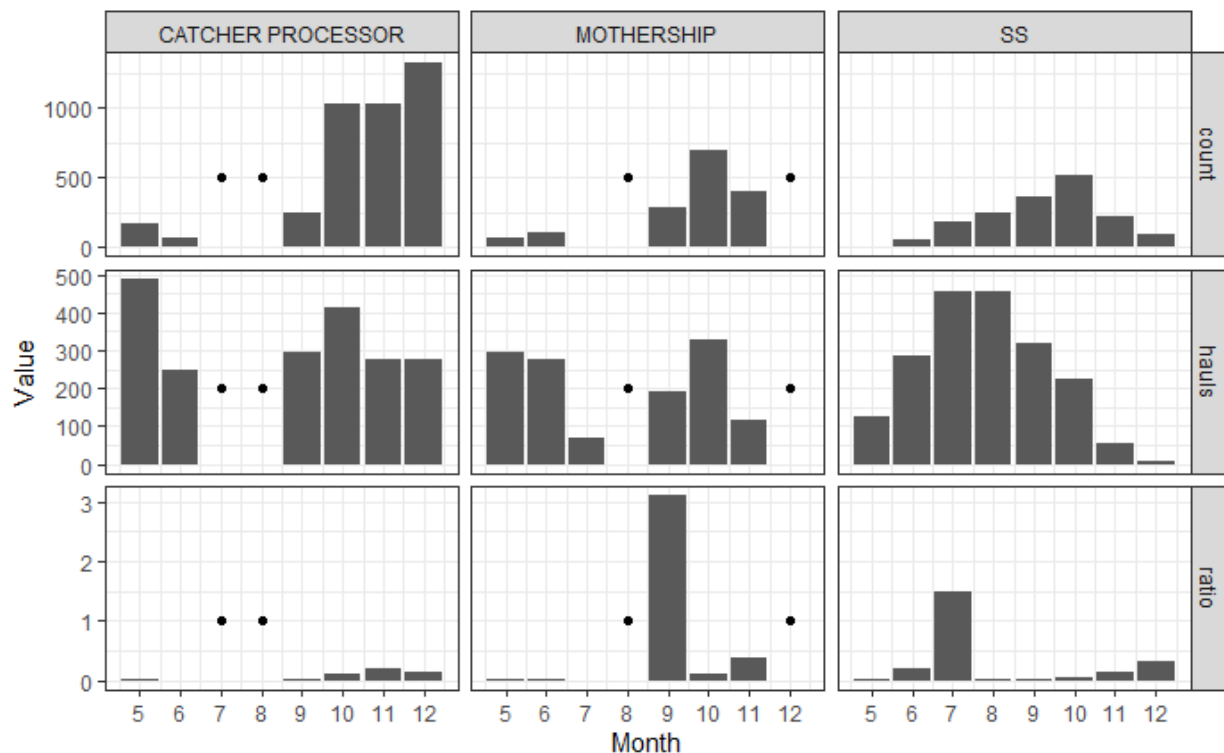 CATCHER PROCESSOR MOTHERSHIP SS
1000
500
0
count
500
400
300
200
100
0
hauls
3
2
1
0
ratio
Value
5 6 7 8 9 10 11 12 5 6 7 8 9 10 11 12 5 6 7 8 9 10 11 12
Month